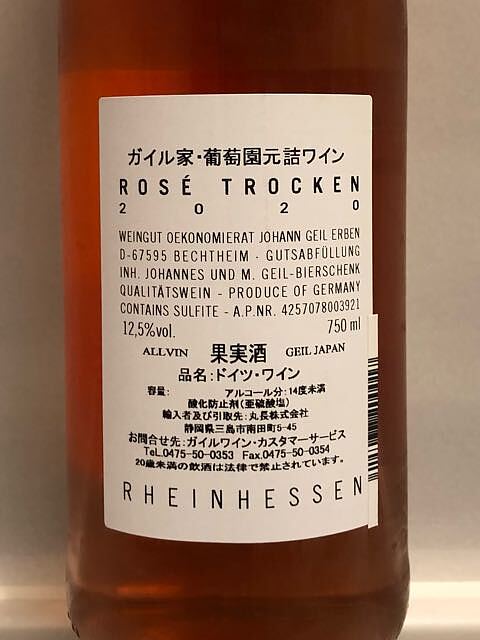 ガイル家・葡萄園元詰ワイン
ROSÉ TROCKEN
2020
WEINGUT OEKONOMIERAT JOHANN GEIL ERBEN
D-67595 BECHTHEIM · GUTSABFÜLLUNG
INH. JOHANNES UND M. GEIL-BIERSCHENK
QUALITÄTSWEIN - PRODUCE OF GERMANY
CONTAINS SULFITE - A.P.NR. 4257078003921
12,5%vol. 750 ml
ALLVIN 果実酒 GEIL JAPAN
品名:ドイツ・ワイン
容量: アルコール分:14度未満
酸化防止剤(亜硫酸塩)
輸入者及び引取先:丸長株式会社
静岡県三島市南田町5-45
お問合せ先:ガイルワイン・カスタマーサービス
TeL.0475-50-0353 Fax.0475-50-0354
20歳未満の飲酒は法律で禁止されています。
RHEINHESSEN